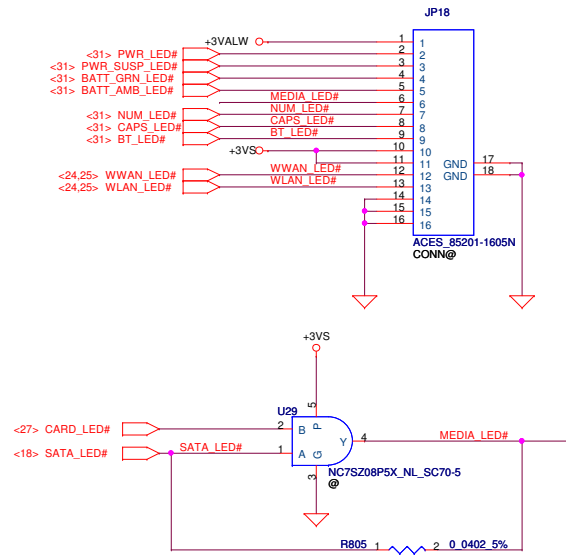 JP18
+3VALW 1 1
<31> PWR_LED# 2 2
<31> PWR_SUSP_LED# 3 3
<31> BATT_GRN_LED# 4 4
<31> BATT_AMB_LED# 5 5
MEDIA_LED# 6 6
<31> NUM_LED# NUM_LED# 7 7
<31> CAPS_LED# CAPS_LED# 8 8
<31> BT_LED# BT_LED# 9 9
+3VS 10 10
11 11 GND 17
<24,25> WWAN_LED# WWAN_LED# 12 12 GND 18
<24,25> WLAN_LED# WLAN_LED# 13 13
14 14
15 15
16 16
ACES_85201-1605N
CONN@
+3VS
5
U29
<27> CARD_LED# 2 B P
Y 4 MEDIA_LED#
<18> SATA_LED# SATA_LED# 1 A G
3
NC7SZ08P5X_NL_SC70-5
@
R805 1 2 0_0402_5%